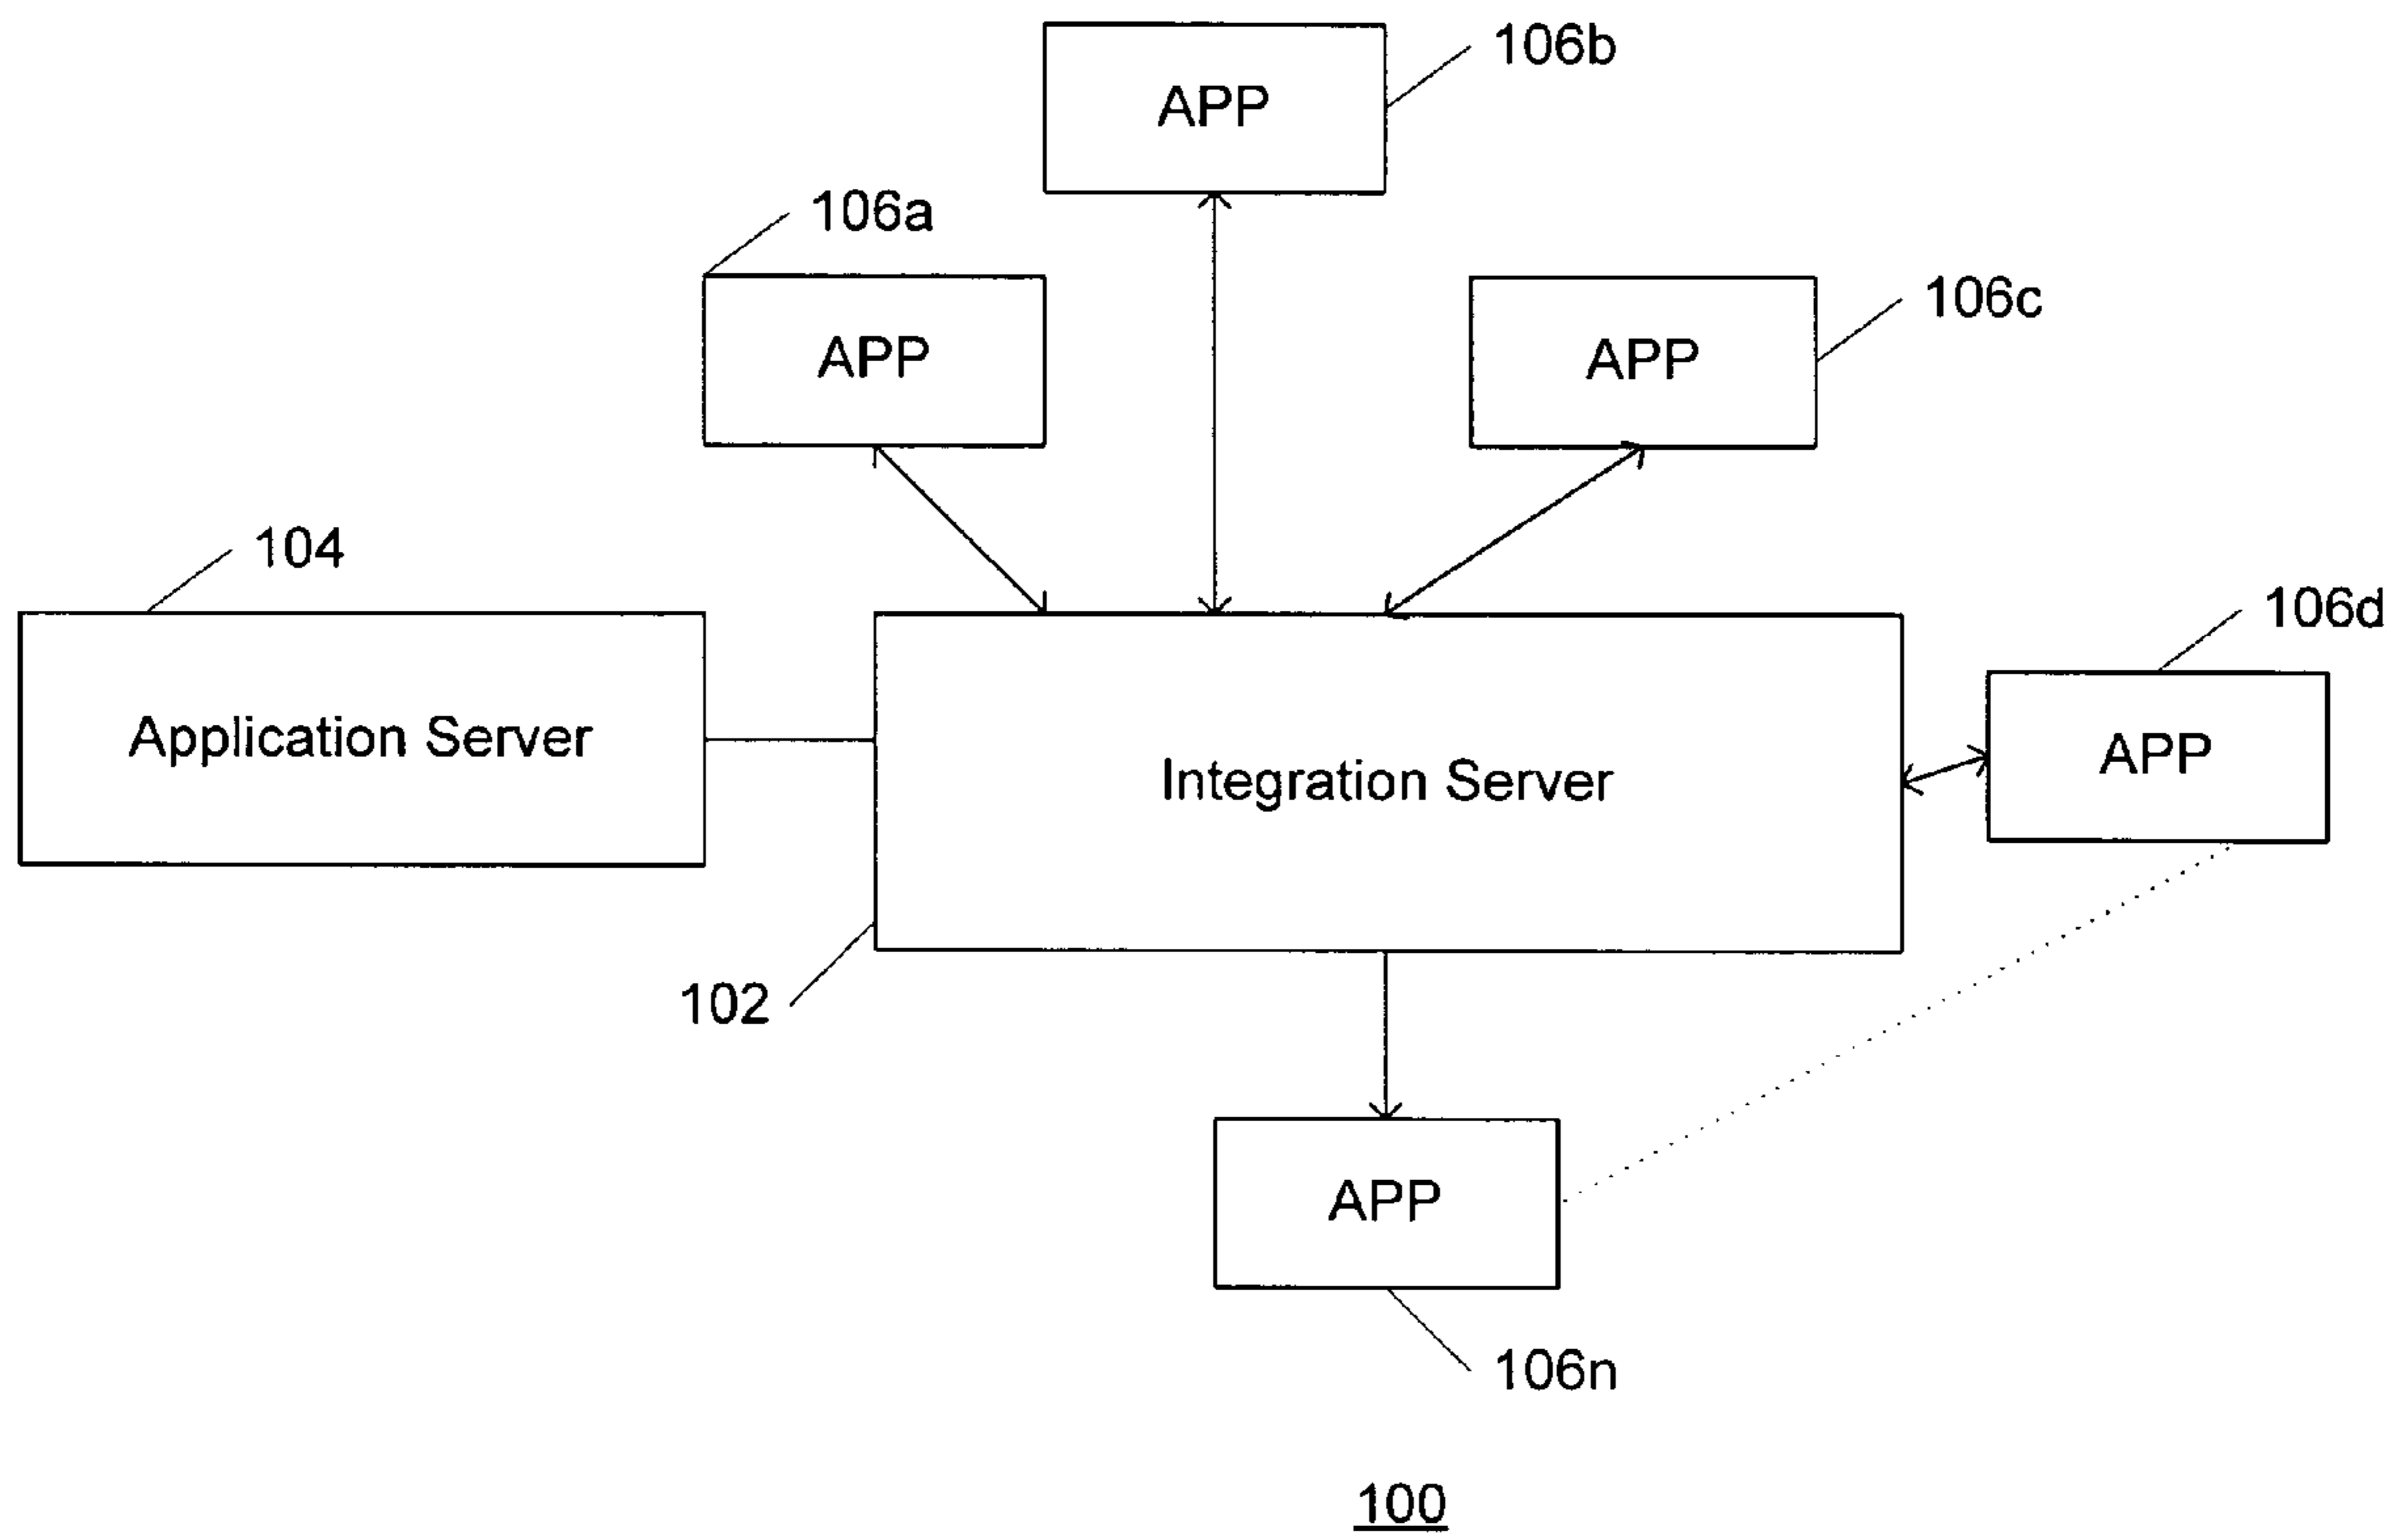 106b
APP
106a
APP
106c
APP
104
106d
Application Server
Integration Server
APP
102
APP
106n
100